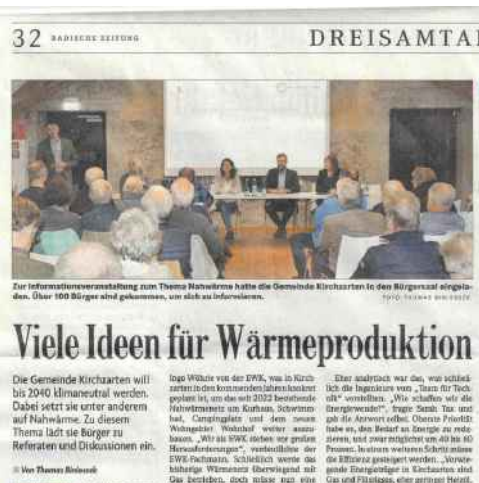 32 BADISCHE ZEITUNG
DREISAMTAL
Zur Informationsveranstaltung zum Thema Nahwärme hatte die Gemeinde Kirchzarten in den Bürgersaal eingela-
den. Über 100 Bürger sind gekommen, um sich zu informieren.
FOTO: THOMAS BINIOSSEK
Viele Ideen für Wärmeproduktion
Die Gemeinde Kirchzarten will
bis 2040 klimaneutral werden.
Dabei setzt sie unter anderem
auf Nahwärme. Zu diesem
Thema lädt sie Bürger zu
Referaten und Diskussionen ein.
Von Thomas Biniossek
Ingo Wöhrle von der EWK, was in Kirch-
zarten in den kommenden Jahren konkret
geplant ist, um das seit 2022 bestehende
Nahwärmenetz um Kurhaus, Schwimm-
bad, Campingplatz und dem neuen
Wohngebiet Wohnhof weiter auszu-
bauen. „Wir als EWK stehen vor großen
Herausforderungen“, verdeutlichte der
EWK-Fachmann. Schließlich werde das
bisherige Wärmenetz überwiegend mit
Gas betrieben, doch müsse nun eine
Eher analytisch war das, was schließ-
lich die Ingenieure vom „Team für Tech-
nik“ vorstellten. „Wie schaffen wir die
Energiewende?“, fragte Sarah Tax und
gab die Antwort selbst. Oberste Priorität
habe es, den Bedarf an Energie zu redu-
zieren, und zwar möglichst um 40 bis 60
Prozent. In einem weiteren Schritt müsse
die Effizienz gesteigert werden. „Vorwie-
gende Energieträger in Kirchzarten sind
Gas und Flüssiggas, eher geringer Heizöl.